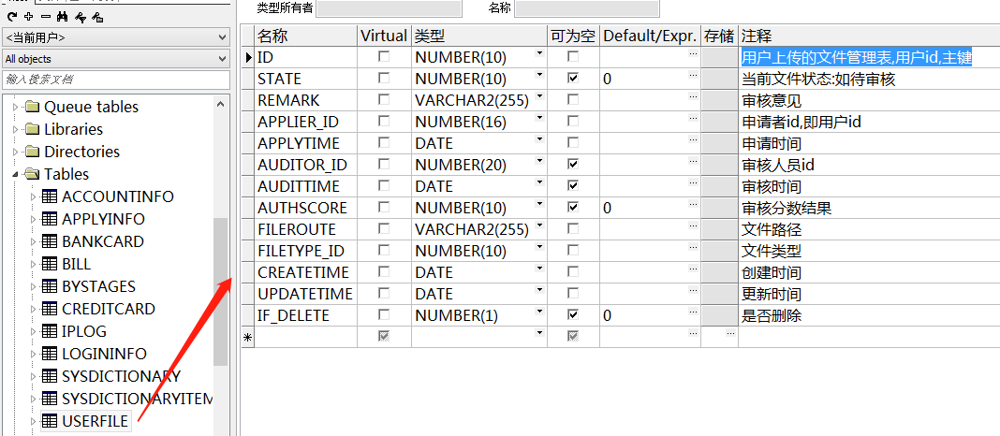 类型所有者 名称
<当前用户>
All objects
输入搜索文档
Queue tables
Libraries
Directories
Tables
ACCOUNTINFO
APPLYINFO
BANKCARD
BILL
BYSTAGES
CREDITCARD
IPLOG
LOGININFO
SYSDICTIONARY
SYSDICTIONARYITEM
USERFILE
名称 Virtual 类型 可为空 Default/Expr. 存储 注释
ID NUMBER(10) 用户上传的文件管理表,用户id,主键
STATE NUMBER(10) 0 当前文件状态:如待审核
REMARK VARCHAR2(255) 审核意见
APPLIER_ID NUMBER(16) 申请者id,即用户id
APPLYTIME DATE 申请时间
AUDITOR_ID NUMBER(20) 审核人员id
AUDITTIME DATE 审核时间
AUTHSCORE NUMBER(10) 0 审核分数结果
FILEROUTE VARCHAR2(255) 文件路径
FILETYPE_ID NUMBER(10) 文件类型
CREATETIME DATE 创建时间
UPDATETIME DATE 更新时间
IF_DELETE NUMBER(1) 0 是否删除